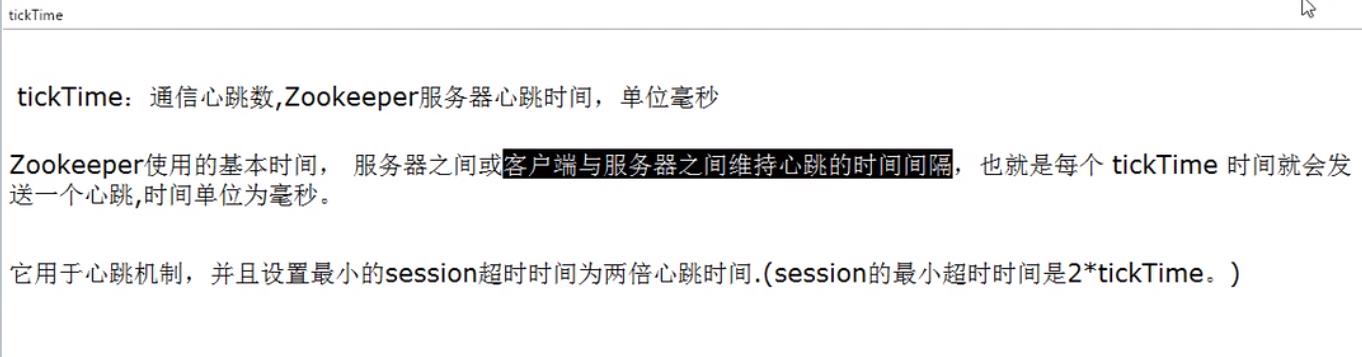 tickTime
tickTime：通信心跳数,Zookeeper服务器心跳时间，单位毫秒
Zookeeper使用的基本时间， 服务器之间或客户端与服务器之间维持心跳的时间间隔，也就是每个 tickTime 时间就会发
送一个心跳,时间单位为毫秒。
它用于心跳机制，并且设置最小的session超时时间为两倍心跳时间.(session的最小超时时间是2*tickTime。)